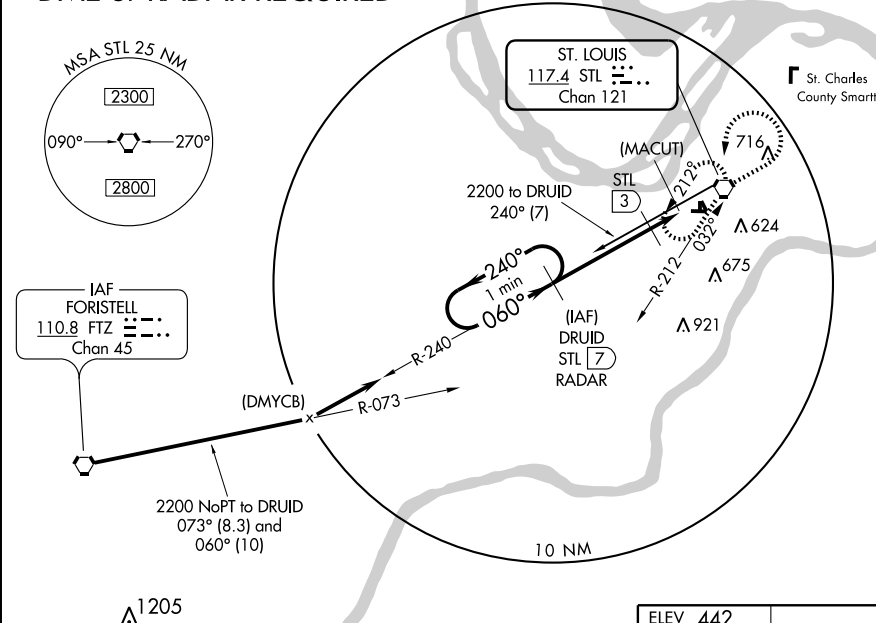 DME or RADAR REQUIRED
MSA STL 25 NM
2300
090°
270°
2800
ST. LOUIS
117.4 STL
Chan 121
St. Charles
County Smartt
(MACUT)
716
STL
3
212°
2200 to DRUID
240° (7)
032°
624
R-212
675
921
240°
1 min
060°
IAF
FORISTELL
110.8 FTZ
Chan 45
(IAF)
DRUID
STL 7
RADAR
R-240
(DMYCB)
x
R-073
2200 NoPT to DRUID
073° (8.3) and
060° (10)
10 NM
1205
ELEV 442